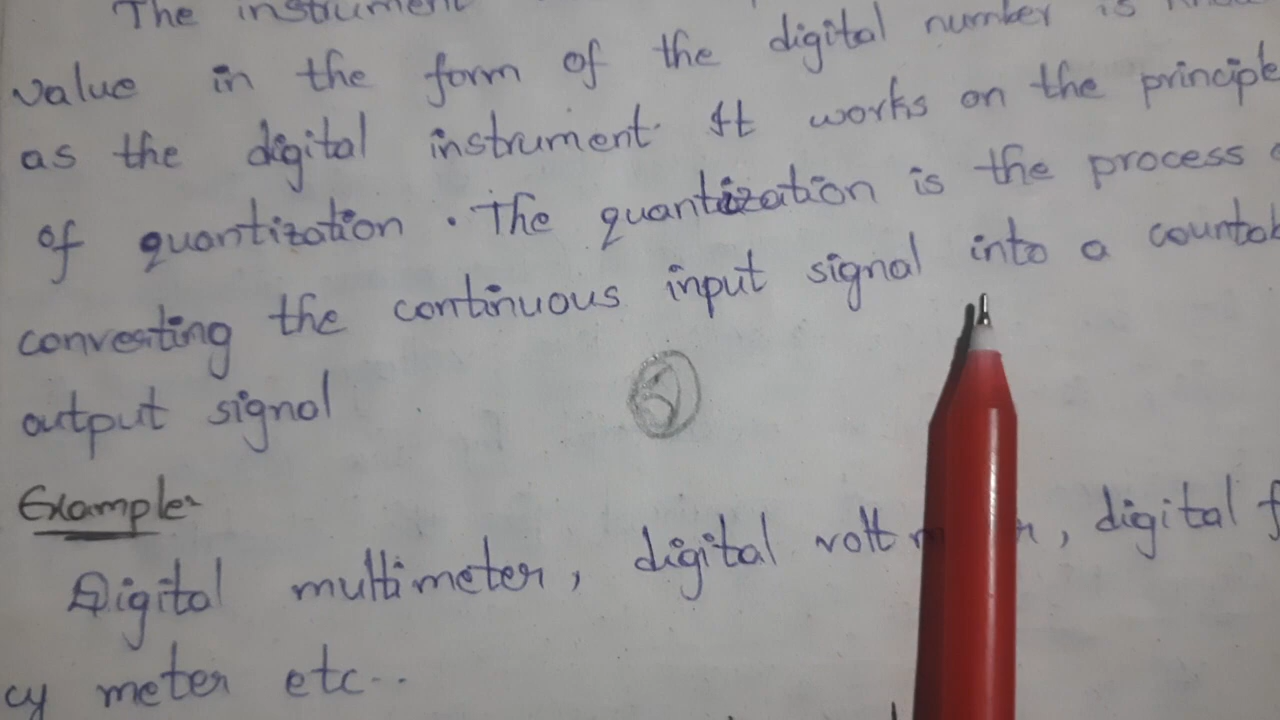 The instrument
value in the form of the digital number is
as the digital instrument. It works on the principle
of quantization. The quantization is the process
converting the continuous input signal into a
output signal
Example
Digital multimeter, digital volt, digital
cy meter etc..